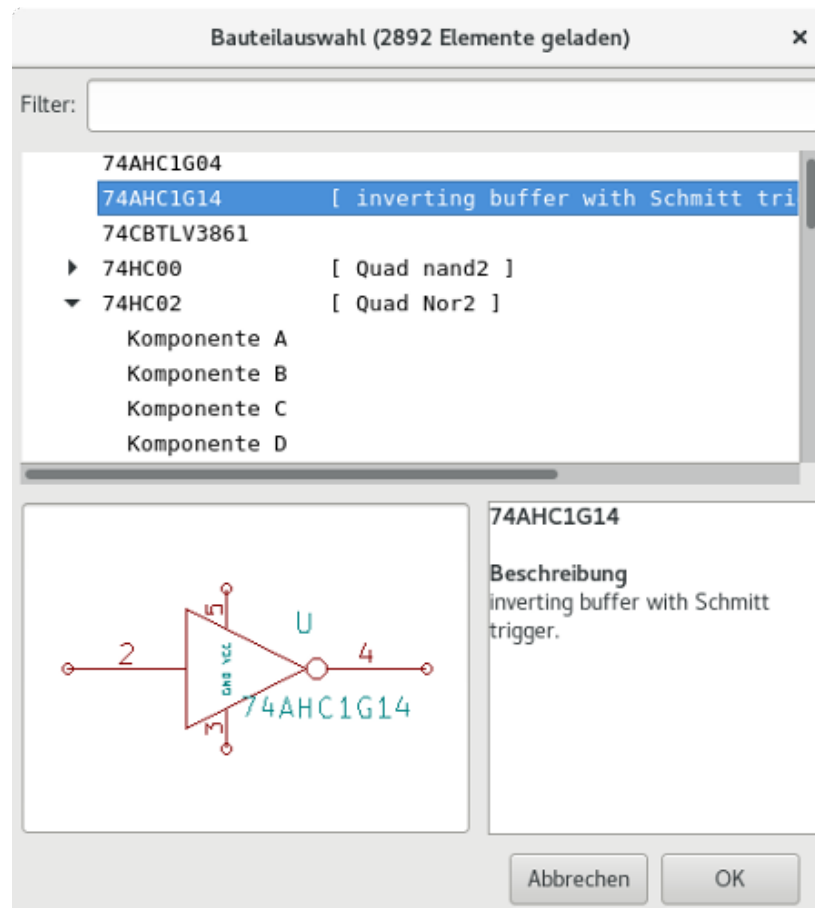 Bauteilauswahl (2892 Elemente geladen) ×
Filter:
74AHC1G04
74AHC1G14 [ inverting buffer with Schmitt tri
74CBTLV3861
74HC00 [ Quad nand2 ]
74HC02 [ Quad Nor2 ]
Komponente A
Komponente B
Komponente C
Komponente D
5
U
2
GND VCC
4
74AHC1G14
3
74AHC1G14
Beschreibung
inverting buffer with Schmitt
trigger.
Abbrechen OK